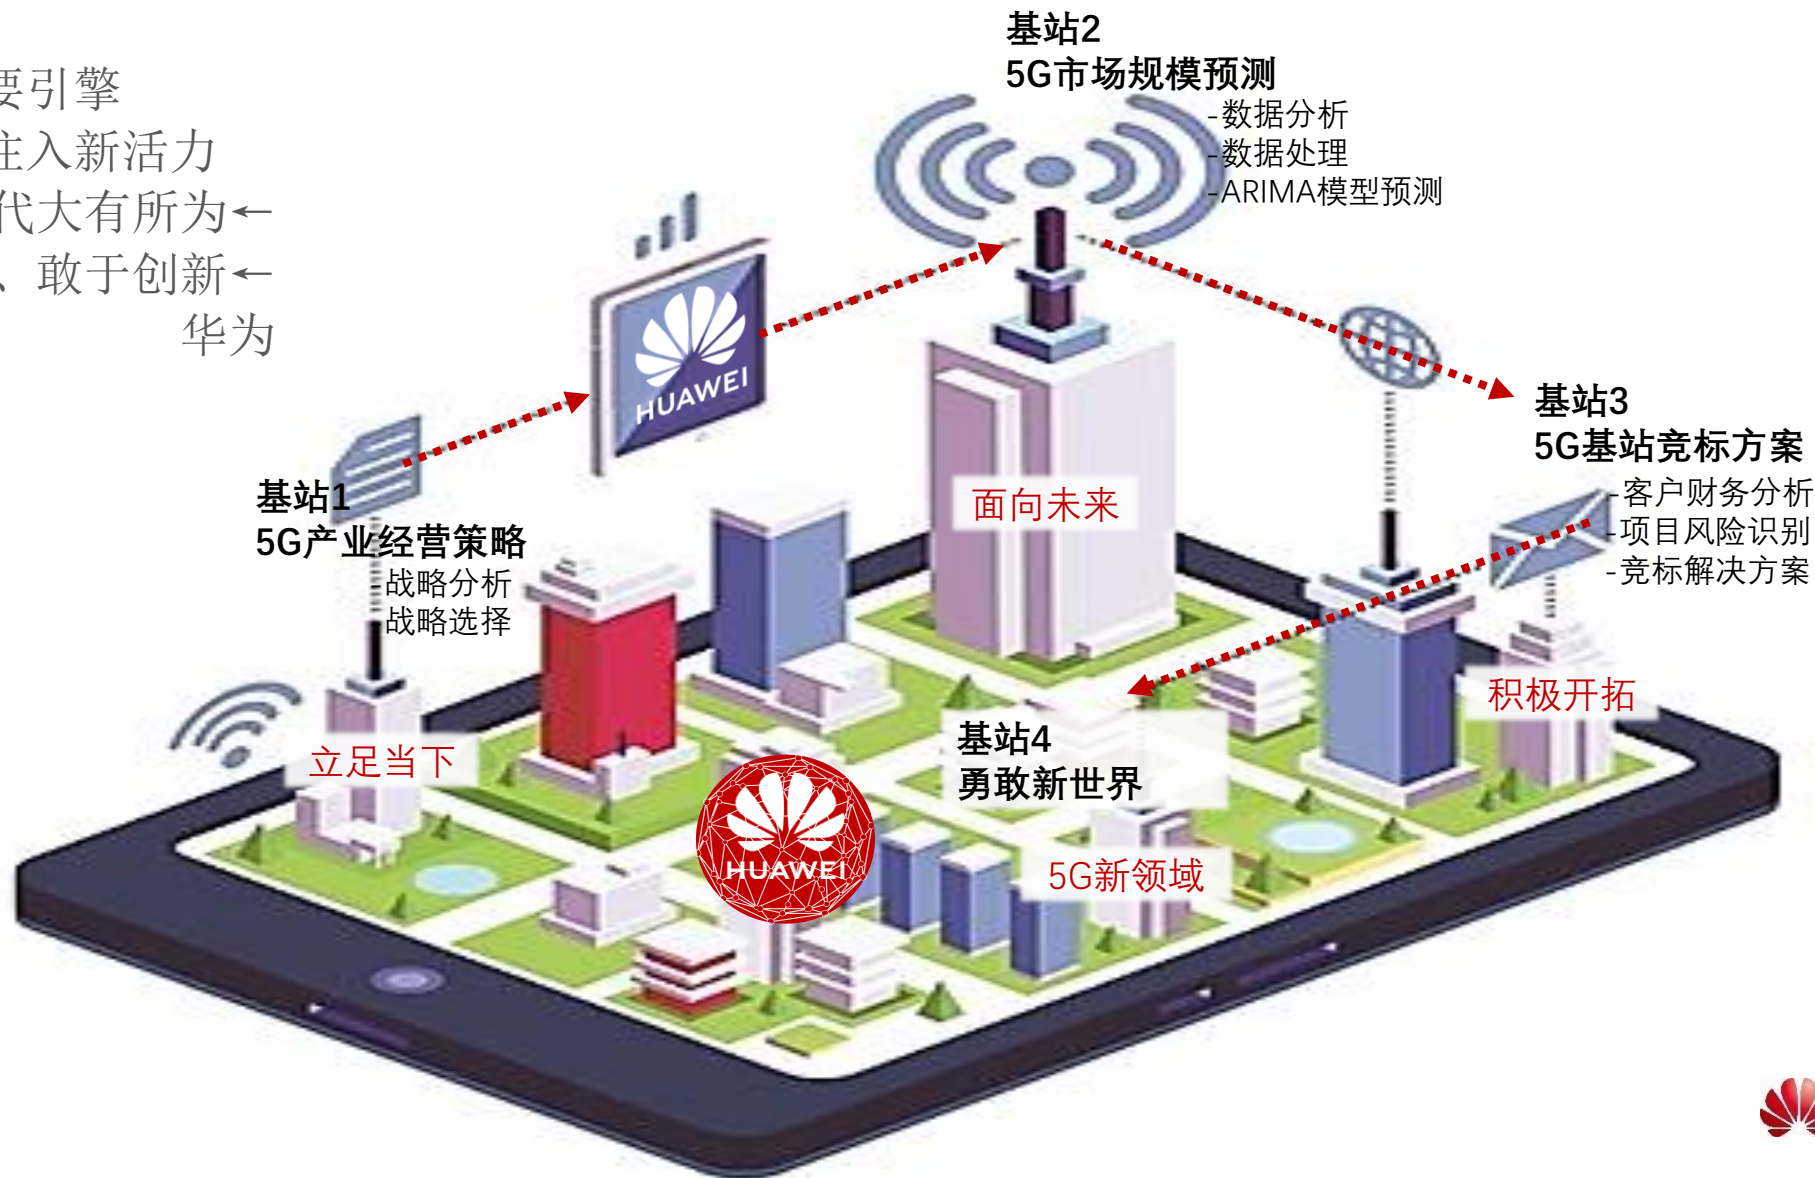 要引擎
注入新活力
代大有所为←
、敢于创新←
华为
基站2
5G市场规模预测
-数据分析
-数据处理
-ARIMA模型预测
HUAWEI
基站3
5G基站竞标方案
-客户财务分析
-项目风险识别
-竞标解决方案
基站1
5G产业经营策略
-战略分析
-战略选择
面向未来
积极开拓
立足当下
基站4
勇敢新世界
5G新领域
HUAWEI